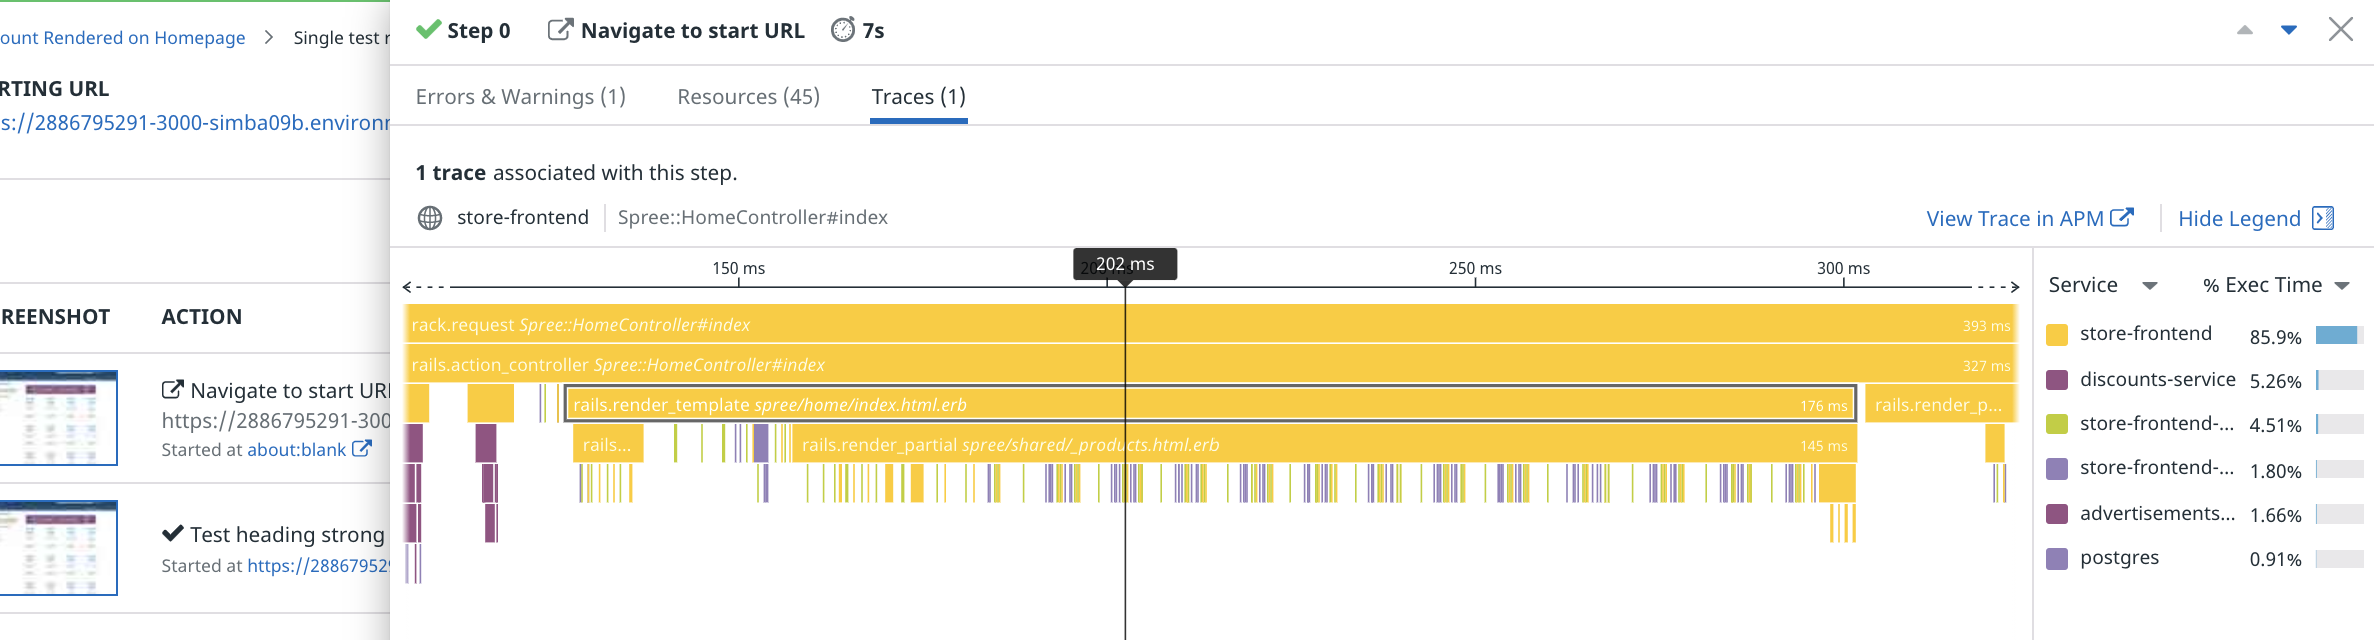 ount Rendered on Homepage > Single test r
RTING URL
s://2886795291-3000-simba09b.environr
REENSHOT ACTION
Navigate to start URL
https://2886795291-300
Started at about:blank
Test heading strong
Started at https://28867952
Step 0 Navigate to start URL 7s
Errors & Warnings (1) Resources (45) Traces (1)
1 trace associated with this step.
store-frontend Spree::HomeController#index
View Trace in APM Hide Legend
150 ms 202 ms 250 ms 300 ms
rack.request Spree::HomeController#index 393 ms
rails.action_controller Spree::HomeController#index 327 ms
rails.render_template spree/home/index.html.erb 176 ms rails.render_p...
rails... rails.render_partial spree/shared/_products.html.erb 145 ms
Service % Exec Time
store-frontend 85.9%
discounts-service 5.26%
store-frontend-... 4.51%
store-frontend-... 1.80%
advertisements... 1.66%
postgres 0.91%